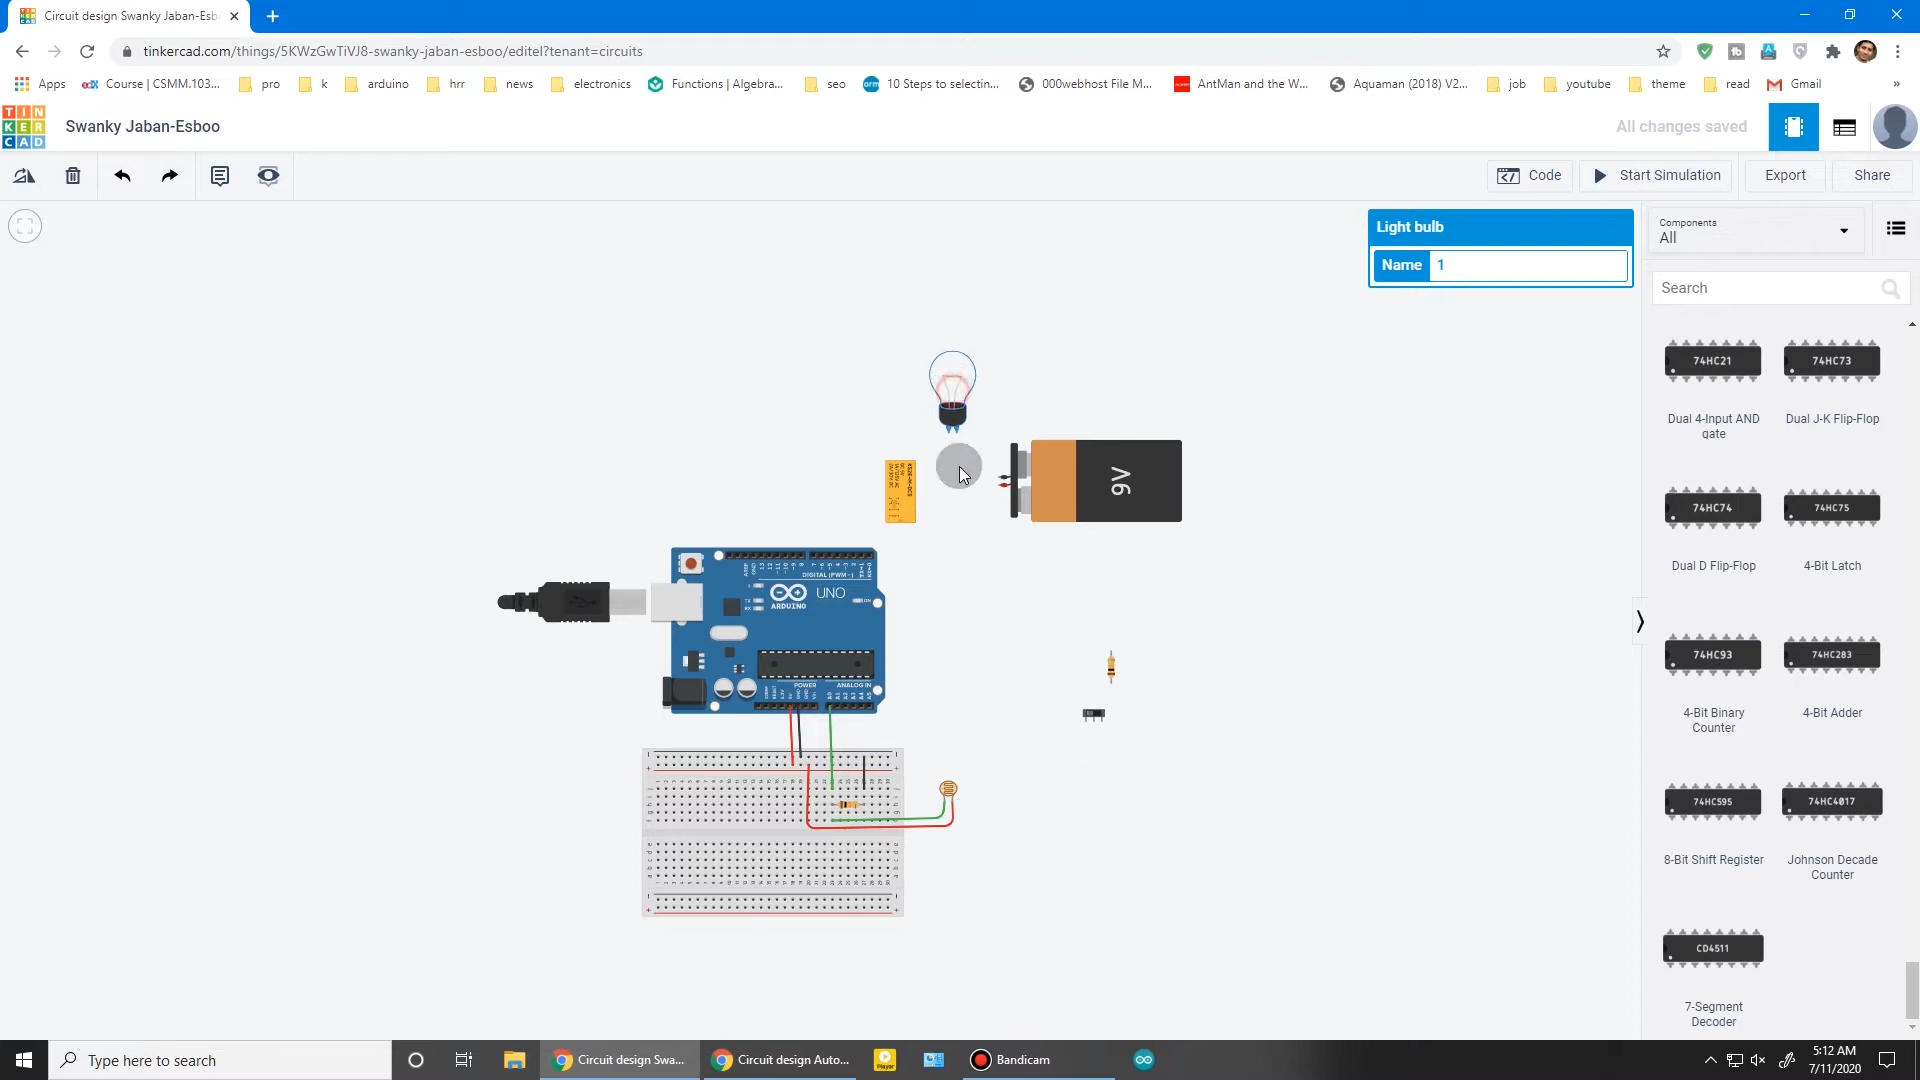 Circuit design Swanky Jaban-Esbo
tinkercad.com/things/5KWzGwTiVJ8-swanky-jaban-esboo/editel?tenant=circuits
Apps
Course | CSMM.103...
pro
k
arduino
hrr
news
electronics
Functions | Algebra...
seo
arm
10 Steps to selectin...
000webhost File M...
AntMan and the W...
Aquaman (2018) V2...
job
youtube
theme
read
Gmail
»
TIN
KER
CAD
Swanky Jaban-Esboo
All changes saved
Code
Start Simulation
Export
Share
Light bulb
Name 1
Components
All
Search
74HC21
74HC73
Dual 4-Input AND
gate
Dual J-K Flip-Flop
74HC74
74HC75
Dual D Flip-Flop
4-Bit Latch
74HC93
74HC283
4-Bit Binary
Counter
4-Bit Adder
74HC595
74HC4017
8-Bit Shift Register
Johnson Decade
Counter
CD4511
7-Segment
Decoder
9V
DIGITAL (PWM~)
UNO
ARDUINO
POWER
ANALOG IN
Type here to search
Circuit design Swa...
Circuit design Auto...
Player
Bandicam
5:12 AM
7/11/2020